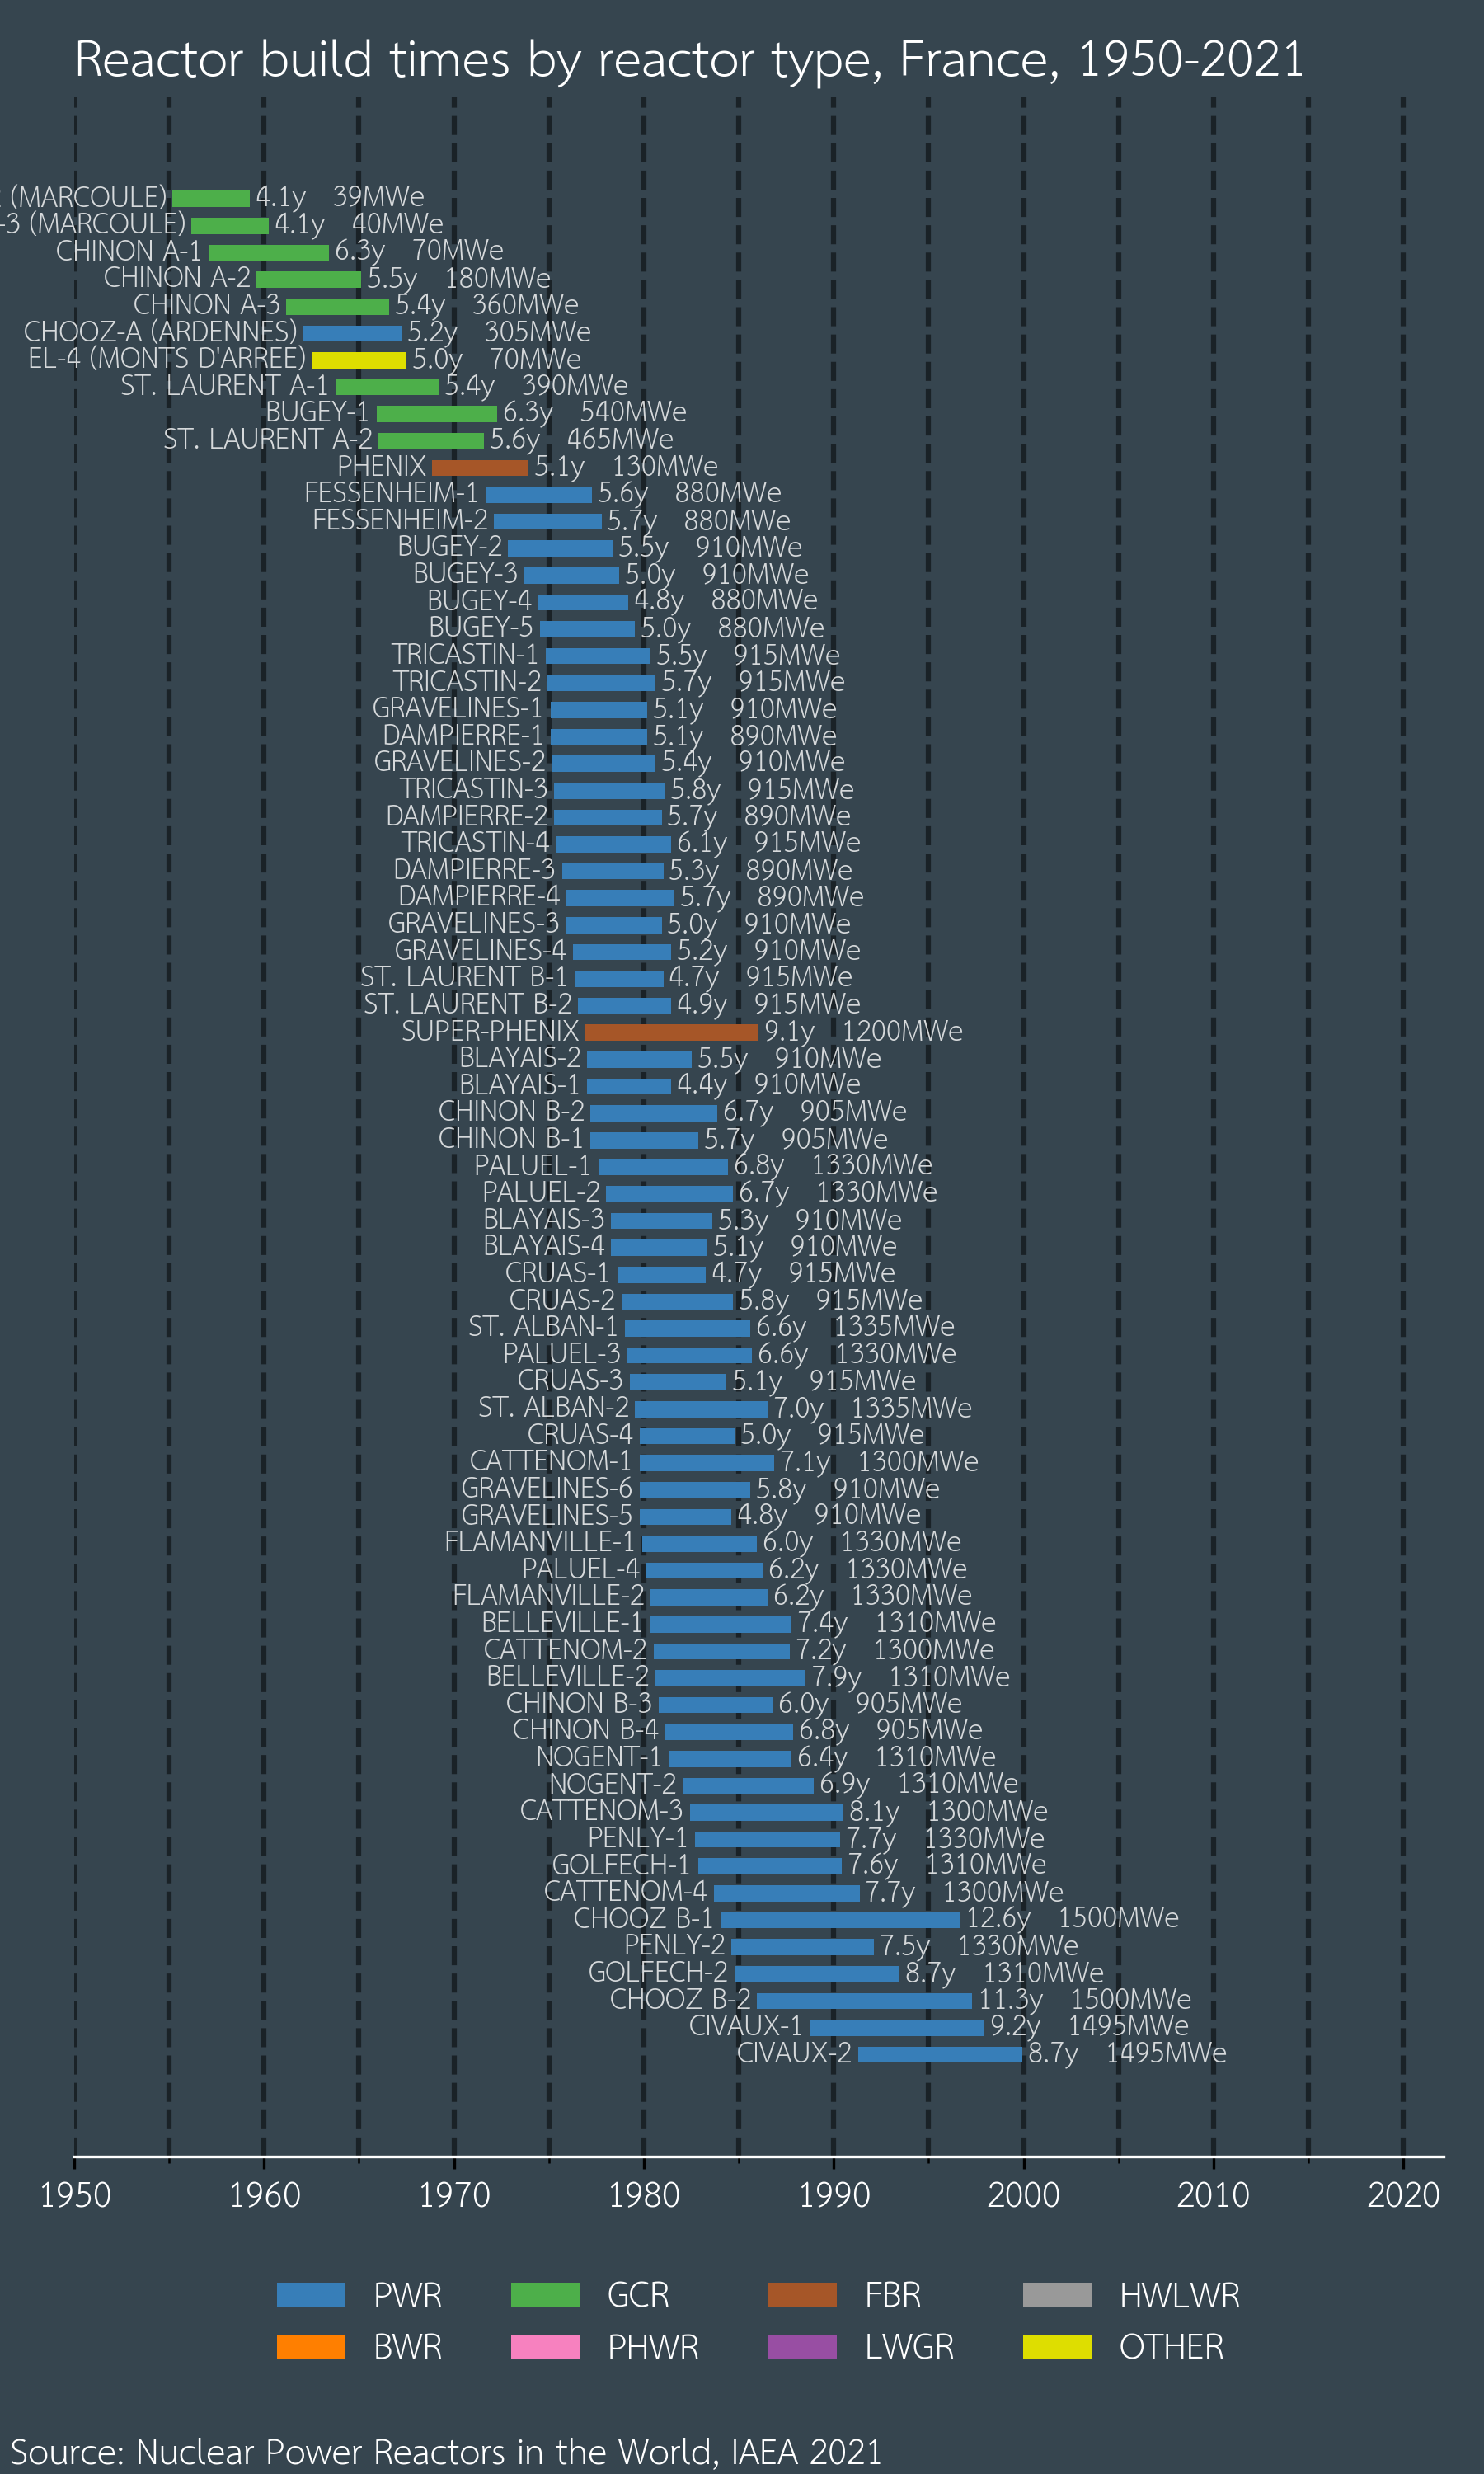 Reactor build times by reactor type, France, 1950-2021
(MARCOULE) 4.1y 39MWe
-3 (MARCOULE) 4.1y 40MWe
CHINON A-1 6.3y 70MWe
CHINON A-2 5.5y 180MWe
CHINON A-3 5.4y 360MWe
CHOOZ-A (ARDENNES) 5.2y 305MWe
EL-4 (MONTS D'ARREE) 5.0y 70MWe
ST. LAURENT A-1 5.4y 390MWe
BUGEY-1 6.3y 540MWe
ST. LAURENT A-2 5.6y 465MWe
PHENIX 5.1y 130MWe
FESSENHEIM-1 5.6y 880MWe
FESSENHEIM-2 5.7y 880MWe
BUGEY-2 5.5y 910MWe
BUGEY-3 5.0y 910MWe
BUGEY-4 4.8y 880MWe
BUGEY-5 5.0y 880MWe
TRICASTIN-1 5.5y 915MWe
TRICASTIN-2 5.7y 915MWe
GRAVELINES-1 5.1y 910MWe
DAMPIERRE-1 5.1y 890MWe
GRAVELINES-2 5.4y 910MWe
TRICASTIN-3 5.8y 915MWe
DAMPIERRE-2 5.7y 890MWe
TRICASTIN-4 6.1y 915MWe
DAMPIERRE-3 5.3y 890MWe
DAMPIERRE-4 5.7y 890MWe
GRAVELINES-3 5.0y 910MWe
GRAVELINES-4 5.2y 910MWe
ST. LAURENT B-1 4.7y 915MWe
ST. LAURENT B-2 4.9y 915MWe
SUPER-PHENIX 9.1y 1200MWe
BLAYAIS-2 5.5y 910MWe
BLAYAIS-1 4.4y 910MWe
CHINON B-2 6.7y 905MWe
CHINON B-1 5.7y 905MWe
PALUEL-1 6.8y 1330MWe
PALUEL-2 6.7y 1330MWe
BLAYAIS-3 5.3y 910MWe
BLAYAIS-4 5.1y 910MWe
CRUAS-1 4.7y 915MWe
CRUAS-2 5.8y 915MWe
ST. ALBAN-1 6.6y 1335MWe
PALUEL-3 6.6y 1330MWe
CRUAS-3 5.1y 915MWe
ST. ALBAN-2 7.0y 1335MWe
CRUAS-4 5.0y 915MWe
CATTENOM-1 7.1y 1300MWe
GRAVELINES-6 5.8y 910MWe
GRAVELINES-5 4.8y 910MWe
FLAMANVILLE-1 6.0y 1330MWe
PALUEL-4 6.2y 1330MWe
FLAMANVILLE-2 6.2y 1330MWe
BELLEVILLE-1 7.4y 1310MWe
CATTENOM-2 7.2y 1300MWe
BELLEVILLE-2 7.9y 1310MWe
CHINON B-3 6.0y 905MWe
CHINON B-4 6.8y 905MWe
NOGENT-1 6.4y 1310MWe
NOGENT-2 6.9y 1310MWe
CATTENOM-3 8.1y 1300MWe
PENLY-1 7.7y 1330MWe
GOLFECH-1 7.6y 1310MWe
CATTENOM-4 7.7y 1300MWe
CHOOZ B-1 12.6y 1500MWe
PENLY-2 7.5y 1330MWe
GOLFECH-2 8.7y 1310MWe
CHOOZ B-2 11.3y 1500MWe
CIVAUX-1 9.2y 1495MWe
CIVAUX-2 8.7y 1495MWe
1950 1960 1970 1980 1990 2000 2010 2020
PWR GCR FBR HWLWR
BWR PHWR LWGR OTHER
Source: Nuclear Power Reactors in the World, IAEA 2021